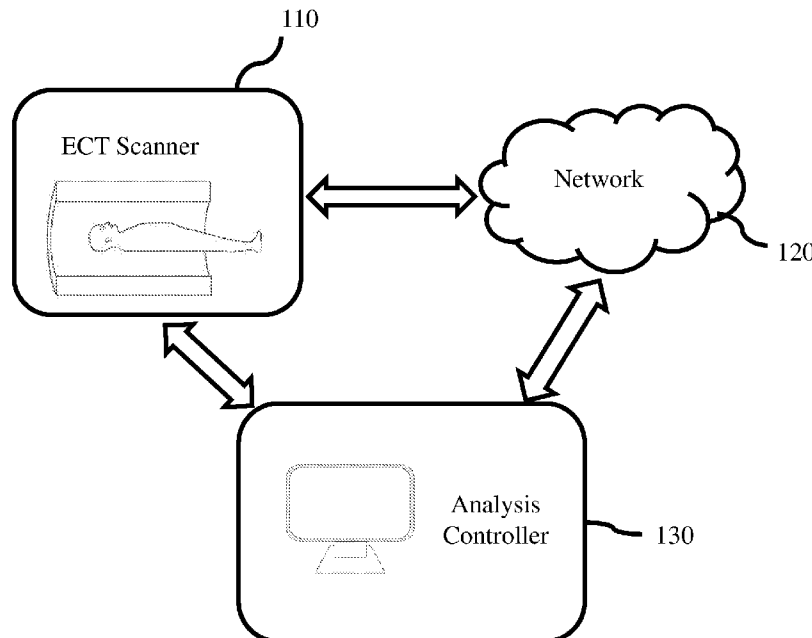 110
ECT Scanner
Network
120
Analysis
Controller
130